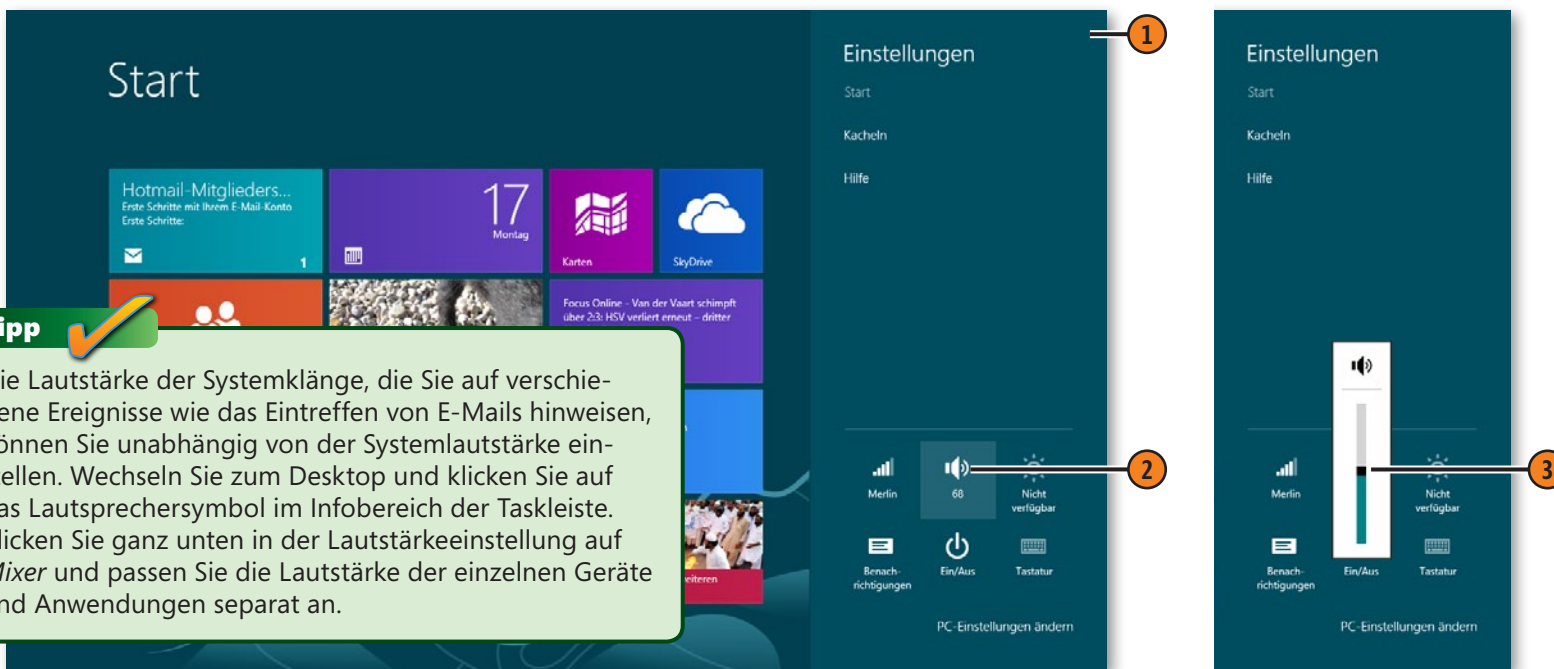 Start
Hotmail-Mitglieders...
Erste Schritte mit Ihrem E-Mail-Konto
Erste Schritte:
1
17
Montag
Karten
SkyDrive
Focus Online - Van der Vaart schimpft
über 2:3: HSV verliert erneut – dritter
ipp
ie Lautstärke der Systemklänge, die Sie auf verschie-
ene Ereignisse wie das Eintreffen von E-Mails hinweisen,
önnen Sie unabhängig von der Systemlautstärke ein-
ellen. Wechseln Sie zum Desktop und klicken Sie auf
as Lautsprechersymbol im Infobereich der Taskleiste.
licken Sie ganz unten in der Lautstärkeeinstellung auf
Mixer und passen Sie die Lautstärke der einzelnen Geräte
nd Anwendungen separat an.
eiteren
Einstellungen
Start
Kacheln
Hilfe
Merlin
68
Nicht
verfügbar
Benach-
richtigungen
Ein/Aus
Tastatur
PC-Einstellungen ändern
1
2
Einstellungen
Start
Kacheln
Hilfe
Merlin
Nicht
verfügbar
Benach-
richtigungen
Ein/Aus
Tastatur
PC-Einstellungen ändern
3